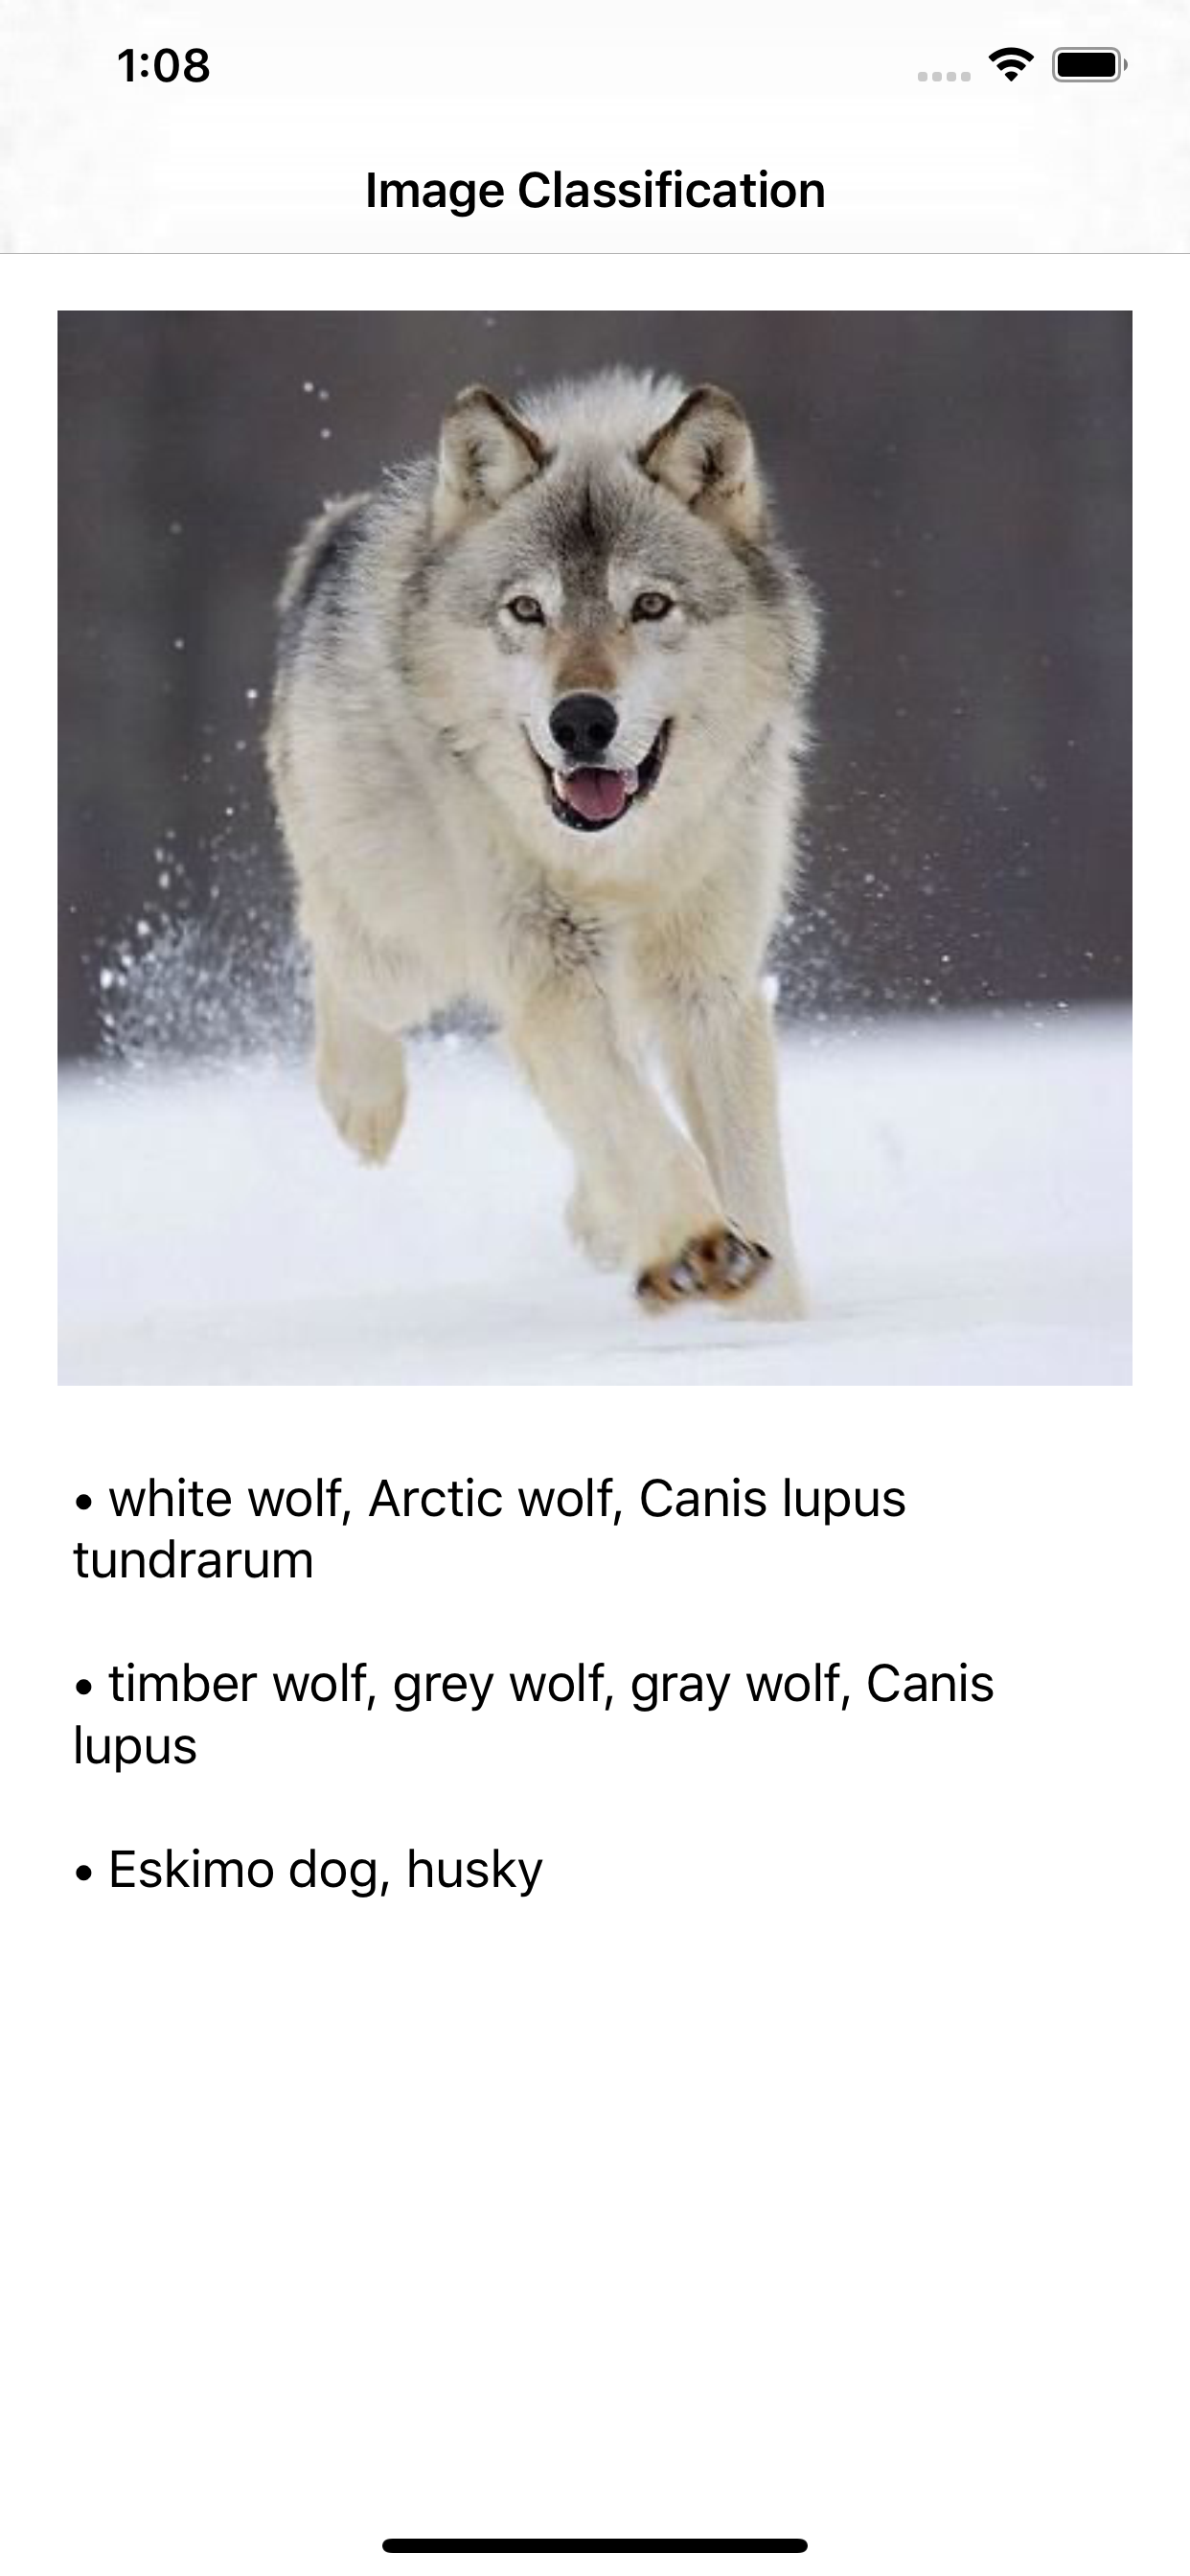 1:08
Image Classification
• white wolf, Arctic wolf, Canis lupus
tundrarum
• timber wolf, grey wolf, gray wolf, Canis
lupus
• Eskimo dog, husky